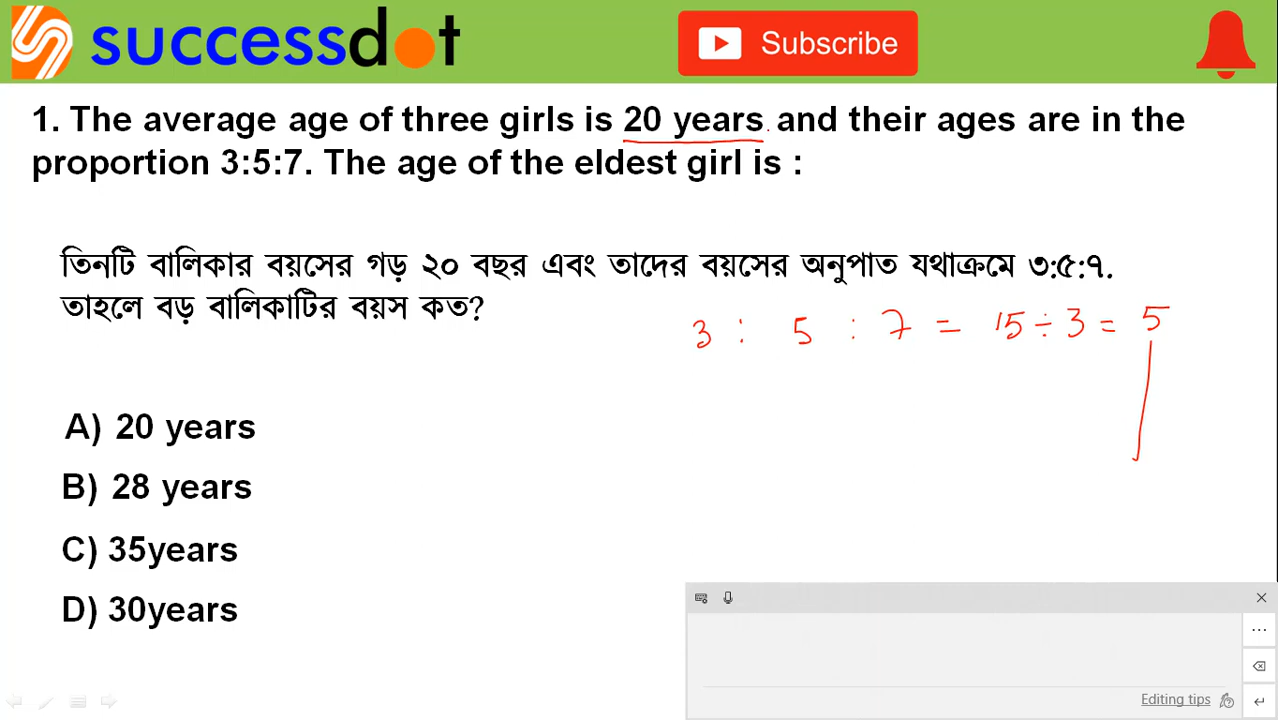 successdot
Subscribe
1. The average age of three girls is 20 years and their ages are in the
proportion 3:5:7. The age of the eldest girl is :
তিনটি বালিকার বয়সের গড় ২০ বছর এবং তাদের বয়সের অনুপাত যথাক্রমে ৩:৫:৭.
তাহলে বড় বালিকাটির বয়স কত?
3 : 5 : 7 = 15 ÷ 3 = 5
A) 20 years
B) 28 years
C) 35years
D) 30years
Editing tips